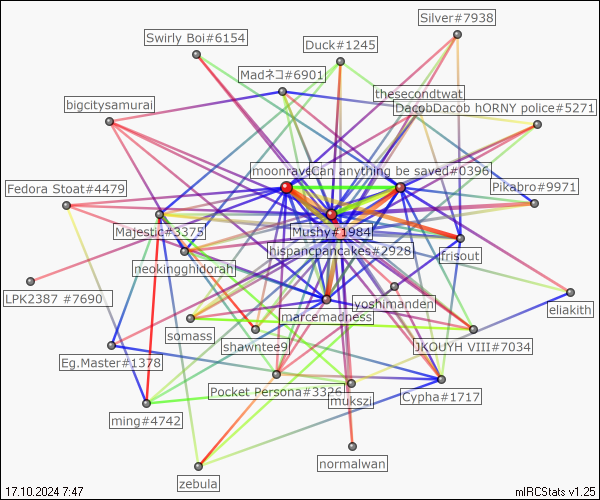 Silver#7938
Swirly Boi#6154
Duck#1245
Madネコ#6901
thesecondtwat
bigcitysamurai
DacobDacob hORNY police#5271
moonrave
Can anything be saved#0396
Fedora Stoat#4479
Pikabro#9971
Majestic#3375
Mushy#1984
hispancpancakes#2928
frisout
neokingghidorah
LPK2387 #7690
yoshimanden
eliakith
marcemadness
somass
shawntee9
JKOUYH VIII#7034
Eg.Master#1378
Pocket Persona#3326
mukszi
Cypha#1717
ming#4742
normalwan
zebula
17.10.2024 7:47
mIRCStats v1.25